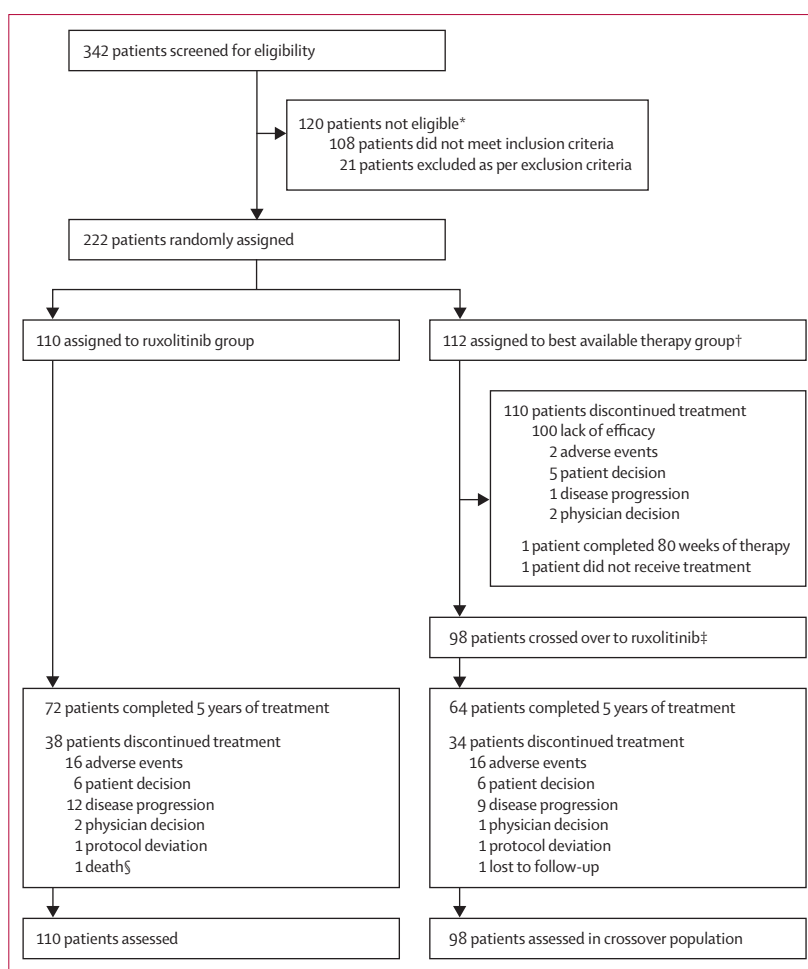 342 patients screened for eligibility
120 patients not eligible*
108 patients did not meet inclusion criteria
21 patients excluded as per exclusion criteria
222 patients randomly assigned
110 assigned to ruxolitinib group
112 assigned to best available therapy group†
110 patients discontinued treatment
100 lack of efficacy
2 adverse events
5 patient decision
1 disease progression
2 physician decision
1 patient completed 80 weeks of therapy
1 patient did not receive treatment
98 patients crossed over to ruxolitinib‡
72 patients completed 5 years of treatment
38 patients discontinued treatment
16 adverse events
6 patient decision
12 disease progression
2 physician decision
1 protocol deviation
1 death§
64 patients completed 5 years of treatment
34 patients discontinued treatment
16 adverse events
6 patient decision
9 disease progression
1 physician decision
1 protocol deviation
1 lost to follow-up
110 patients assessed
98 patients assessed in crossover population